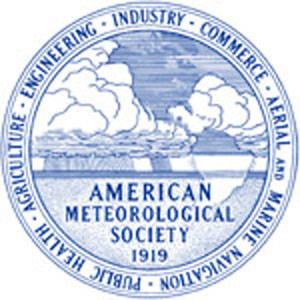 PUBLIC HEALTH · AGRICULTURE · ENGINEERING · INDUSTRY · COMMERCE · AERIAL AND MARINE NAVIGATION ·
AMERICAN
METEOROLOGICAL
SOCIETY
1919